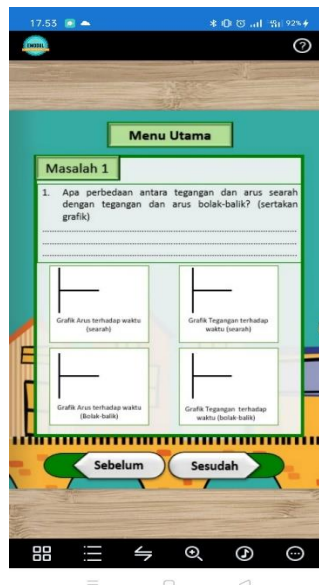 17.53
92%
EMODUL
Menu Utama
Masalah 1
1. Apa perbedaan antara tegangan dan arus searah
dengan tegangan dan arus bolak-balik? (sertakan
grafik)
Grafik Arus terhadap waktu
(searah)
Grafik Tegangan terhadap
waktu (searah)
Grafik Arus terhadap waktu
(Bolak-balik)
Grafik Tegangan terhadap
waktu (bolak-balik)
Sebelum
Sesudah